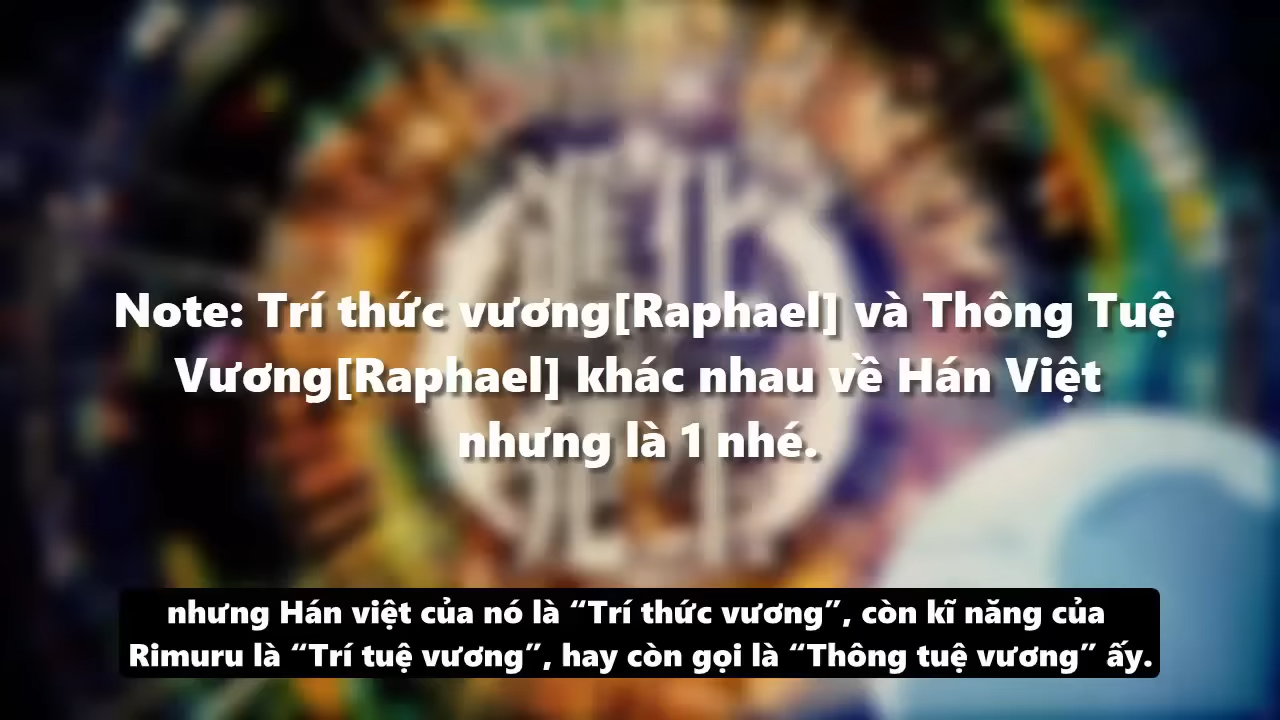 Note: Trí thức vương[Raphael] và Thông Tuệ
Vương[Raphael] khác nhau về Hán Việt
nhưng là 1 nhé.
nhưng Hán việt của nó là “Trí thức vương”, còn kĩ năng của
Rimuru là “Trí tuệ vương”, hay còn gọi là “Thông tuệ vương” ấy.